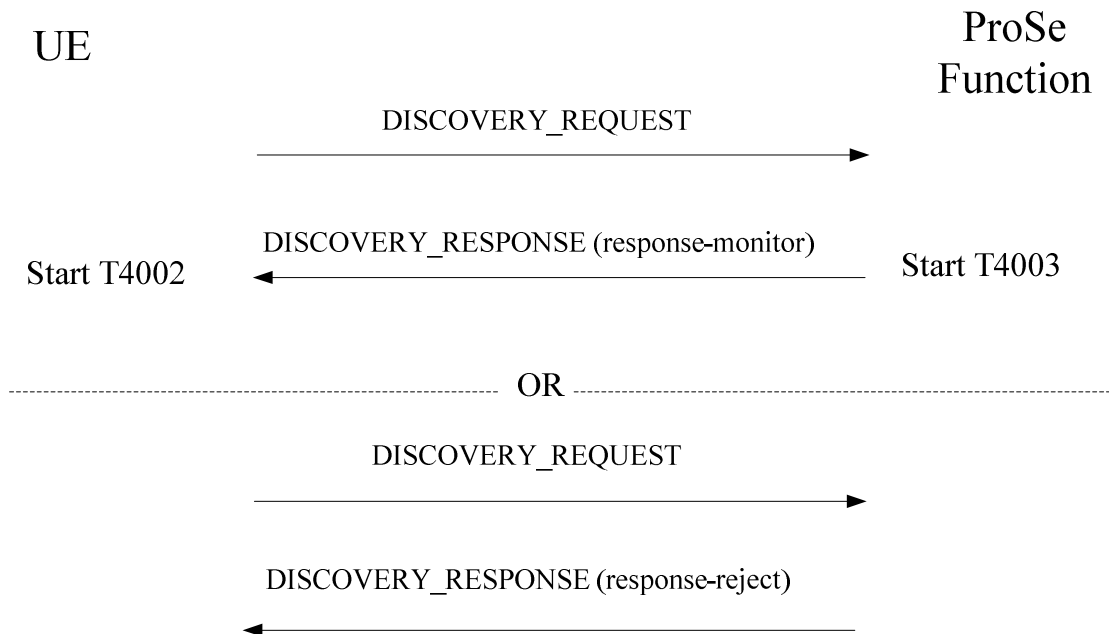 UE
ProSe
Function
DISCOVERY_REQUEST
DISCOVERY_RESPONSE (response-monitor)
Start T4002
Start T4003
OR
DISCOVERY_REQUEST
DISCOVERY_RESPONSE (response-reject)